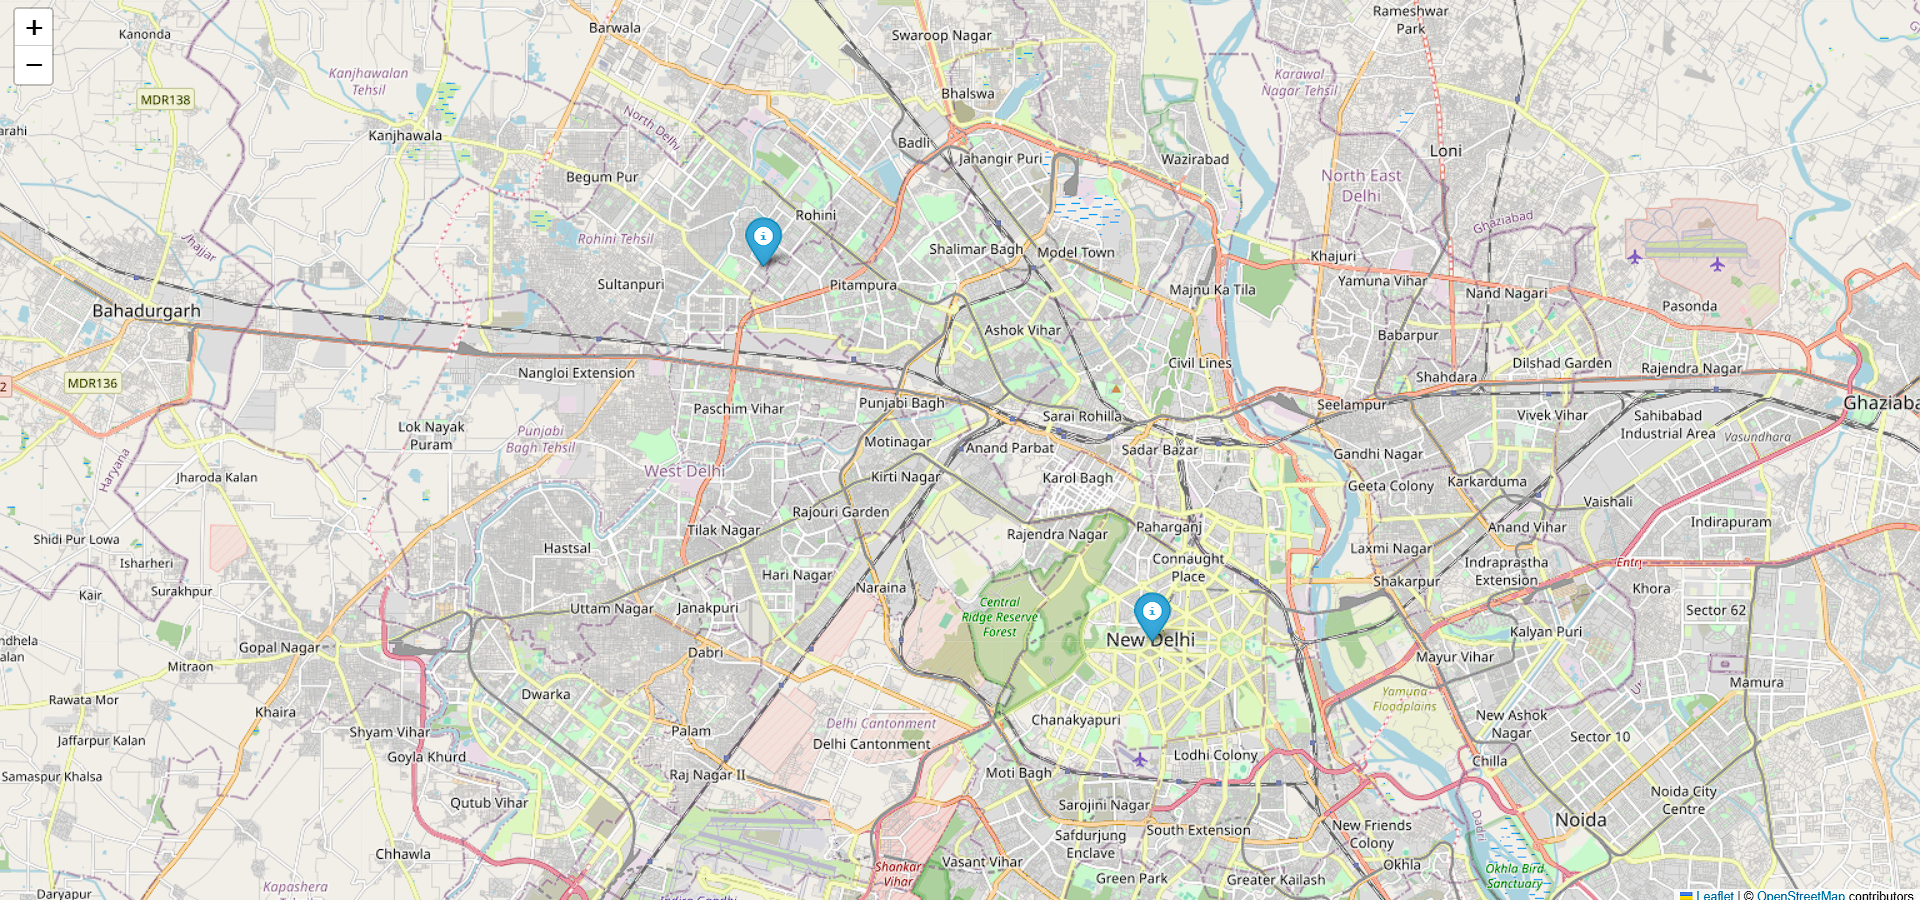 +
−
Kanonda
Barwala
Swaroop Nagar
Rameshwar
Park
Kanjhawalan
Tehsil
MDR138
Bhalswa
Karawal
Nagar Tehsil
North Delhi
Kanjhawala
Badli
Jahangir Puri
Wazirabad
Loni
Begum Pur
North East
Delhi
Rohini
Ghaziabad
Jhajjar
Rohini Tehsil
Shalimar Bagh
Model Town
Khajuri
Sultanpuri
Pitampura
Majnu Ka Tila
Yamuna Vihar
Nand Nagari
Pasonda
Bahadurgarh
Ashok Vihar
Babarpur
Civil Lines
Dilshad Garden
Rajendra Nagar
Nangloi Extension
Shahdara
MDR136
2
Punjabi Bagh
Seelampur
Ghaziaba
Paschim Vihar
Sarai Rohilla
Vivek Vihar
Sahibabad
Industrial Area
Vasundhara
Lok Nayak
Puram
Punjabi
Bagh Tehsil
Motinagar
Anand Parbat
Sadar Bazar
Gandhi Nagar
Haryana
West Delhi
Jharoda Kalan
Kirti Nagar
Karol Bagh
Geeta Colony
Karkarduma
Vaishali
Rajouri Garden
Tilak Nagar
Rajendra Nagar
Paharganj
Anand Vihar
Indirapuram
Shidi Pur Lowa
Hastsal
Connaught
Place
Laxmi Nagar
Isharheri
Indraprastha
Extension
Entry
Hari Nagar
Shakarpur
Naraina
Surakhpur
Kair
Khora
Uttam Nagar
Janakpuri
Central
Ridge Reserve
Forest
Sector 62
New Delhi
Kalyan Puri
Gopal Nagar
Dabri
Mayur Vihar
Mitraon
Mamura
Rawata Mor
Dwarka
Yamuna
Floodplains
Khaira
Chanakyapuri
New Ashok
Nagar
Delhi Cantonment
Delhi Cantonment
Shyam Vihar
Palam
Sector 10
Jaffarpur Kalan
Goyla Khurd
Lodhi Colony
Chilla
Samaspur Khalsa
Raj Nagar II
Moti Bagh
Noida City
Centre
Qutub Vihar
Sarojini Nagar
Noida
Dadri
Safdurjung
Enclave
South Extension
New Friends
Colony
Chhawla
Vasant Vihar
Okhla
Shankar
Vihar
Okhla Bird
Sanctuary
Green Park
Greater Kailash
Kapashera
Daryapur
Leaflet | © OpenStreetMap contributors